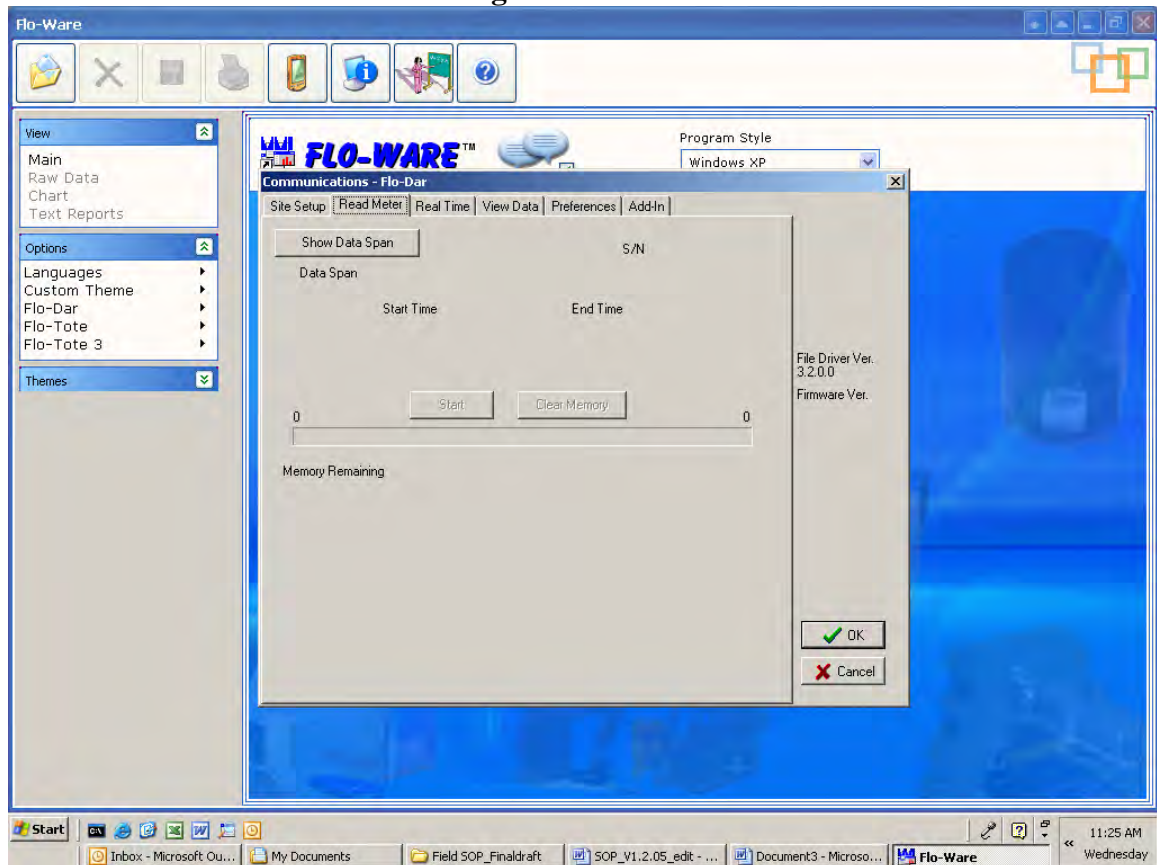 Flo-Ware
View
Main
Raw Data
Chart
Text Reports
Options
Languages
Custom Theme
Flo-Dar
Flo-Tote
Flo-Tote 3
Themes
FLO-WARE™
Program Style
Windows XP
Communications - Flo-Dar
Site Setup Read Meter Real Time View Data Preferences Add-In
Show Data Span
S/N
Data Span
Start Time End Time
File Driver Ver.
3.2.0.0
Firmware Ver.
Start Clear Memory
0 0
Memory Remaining
OK
Cancel
Start
11:25 AM
Inbox - Microsoft Ou... My Documents Field SOP_Finaldraft SOP_V1.2.05_edit - ... Document3 - Microso... Flo-Ware
Wednesday